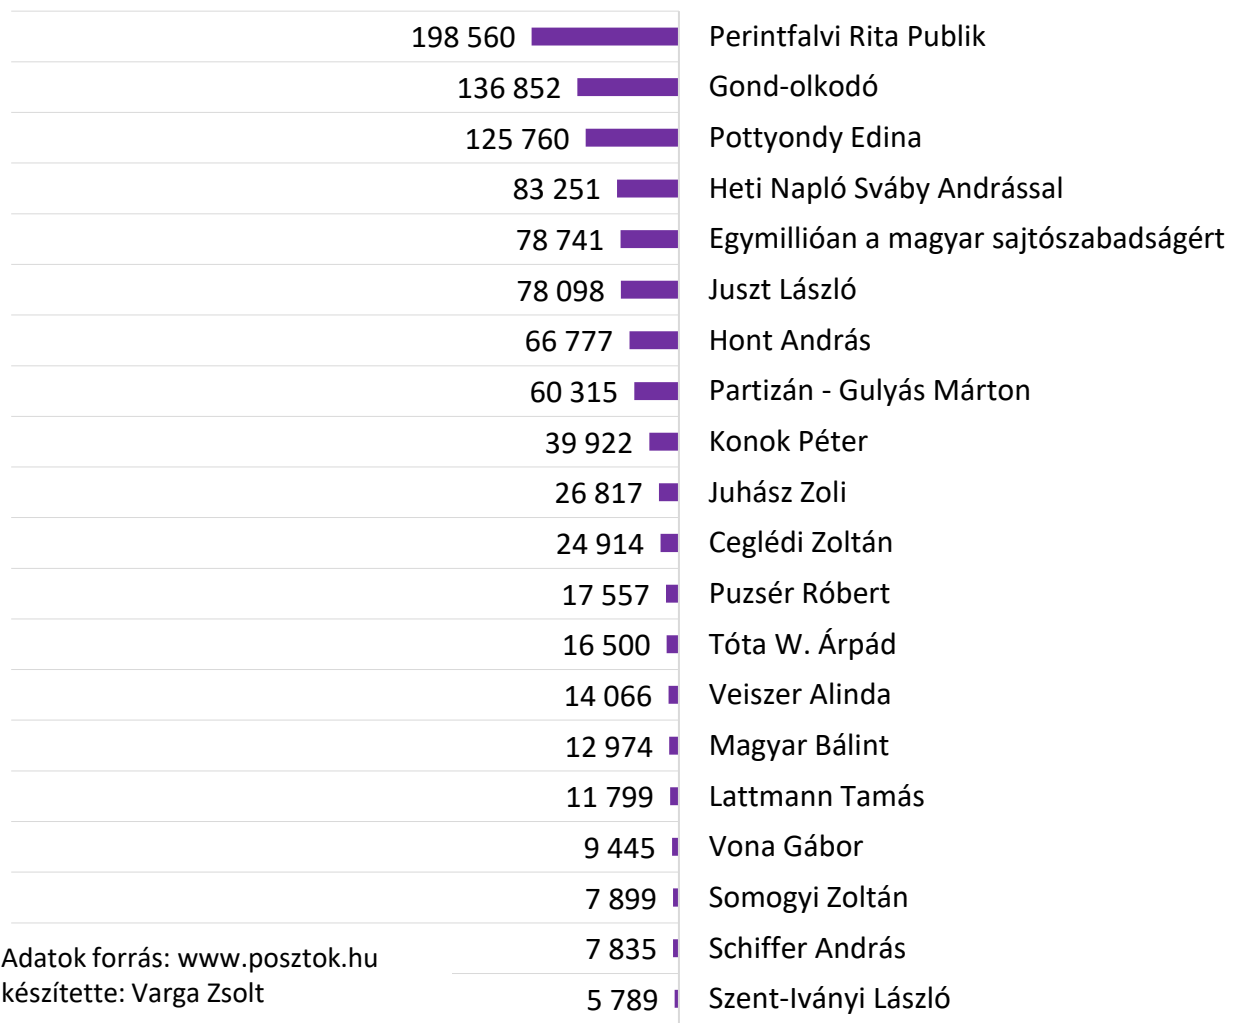 198 560 Perintfalvi Rita Publik
136 852 Gond-olkodó
125 760 Pottyondy Edina
83 251 Heti Napló Sváby Andrással
78 741 Egymillióan a magyar sajtószabadságért
78 098 Juszt László
66 777 Hont András
60 315 Partizán - Gulyás Márton
39 922 Konok Péter
26 817 Juhász Zoli
24 914 Ceglédi Zoltán
17 557 Puzsér Róbert
16 500 Tóta W. Árpád
14 066 Veiszer Alinda
12 974 Magyar Bálint
11 799 Lattmann Tamás
9 445 Vona Gábor
7 899 Somogyi Zoltán
7 835 Schiffer András
5 789 Szent-Iványi László
Adatok forrás: www.posztok.hu
készítette: Varga Zsolt